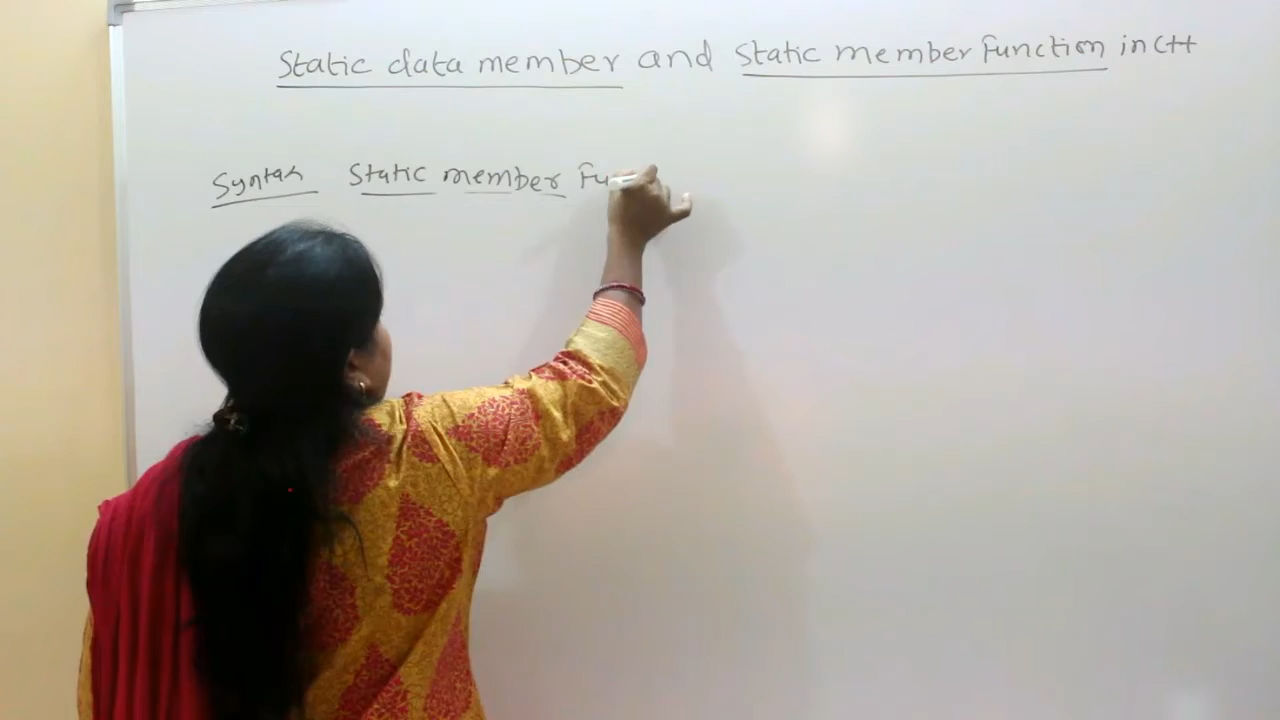 Static data member and Static member function in C++
Syntax Static member Fu